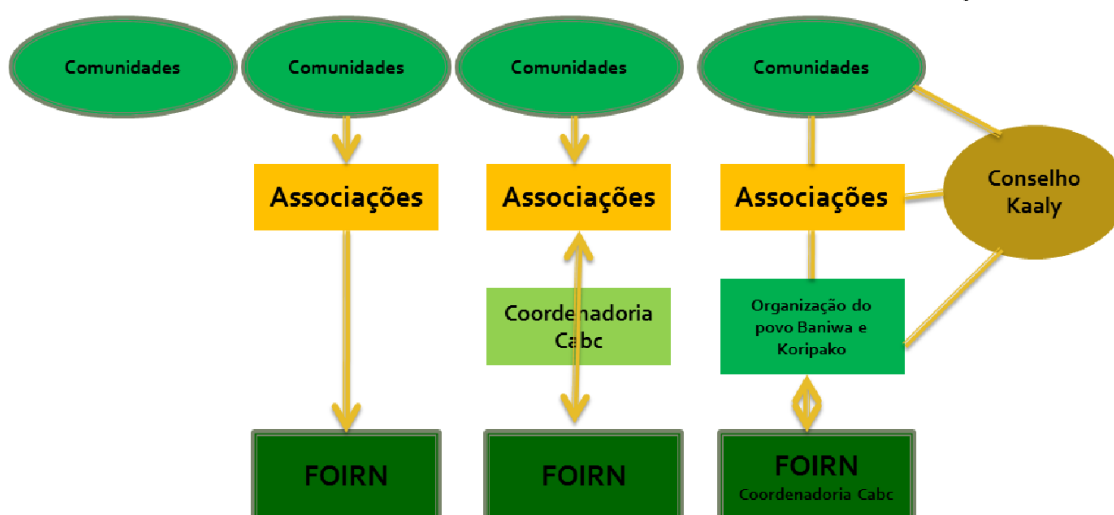 Comunidades
Comunidades
Comunidades
Comunidades
Associações
Associações
Associações
Conselho
Kaaly
Coordenadoria
Cabc
Organização do
povo Baniwa e
Koripako
FOIRN
FOIRN
FOIRN
Coordenadoria Cabc